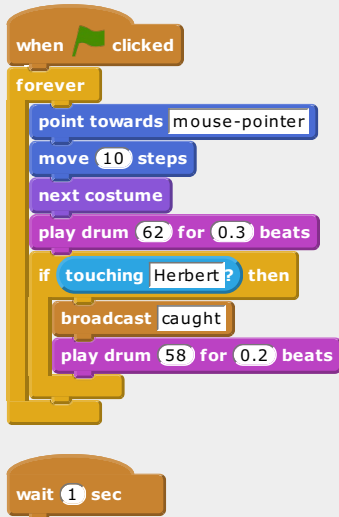 when clicked
forever
point towards mouse-pointer
move 10 steps
next costume
play drum 62 for 0.3 beats
if touching Herbert ? then
broadcast caught
play drum 58 for 0.2 beats
wait 1 sec